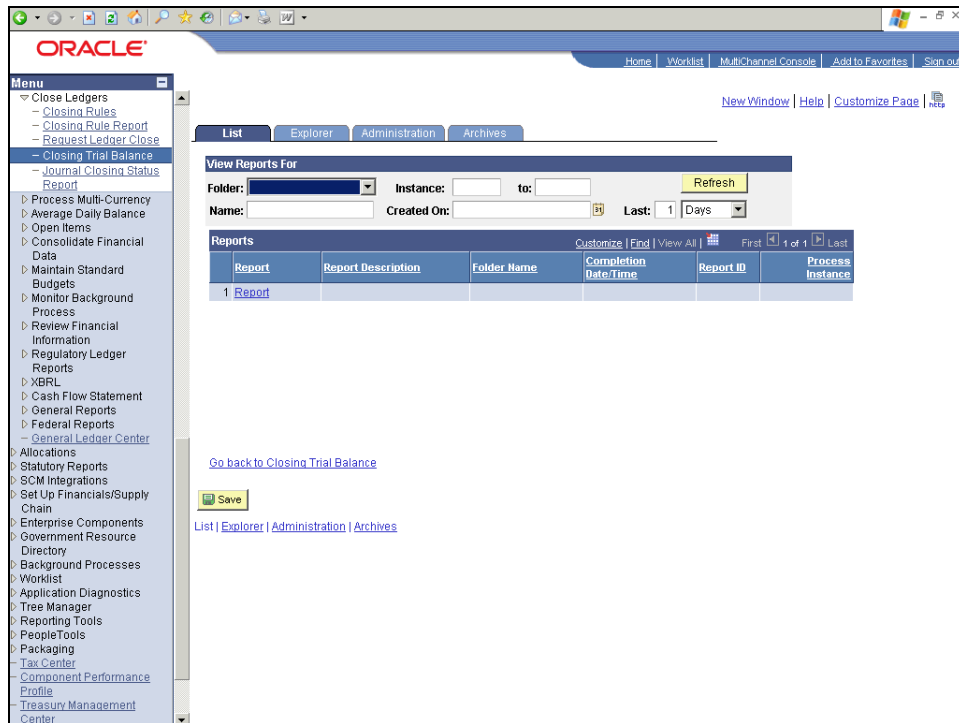 ORACLE'
Home | Worklist | MultiChannel Console | Add to Favorites | Sign out
Menu
Close Ledgers
– Closing Rules
– Closing Rule Report
– Request Ledger Close
– Closing Trial Balance
– Journal Closing Status
Report
Process Multi-Currency
Average Daily Balance
Open Items
Consolidate Financial
Data
Maintain Standard
Budgets
Monitor Background
Process
Review Financial
Information
Regulatory Ledger
Reports
XBRL
Cash Flow Statement
General Reports
Federal Reports
– General Ledger Center
Allocations
Statutory Reports
SCM Integrations
Set Up Financials/Supply
Chain
Enterprise Components
Government Resource
Directory
Background Processes
Worklist
Application Diagnostics
Tree Manager
Reporting Tools
PeopleTools
Packaging
– Tax Center
– Component Performance
Profile
– Treasury Management
Center
New Window | Help | Customize Page | http
List Explorer Administration Archives
View Reports For
Folder: Instance: to: Refresh
Name: Created On: 31 Last: 1 Days
Reports Customize | Find | View All | First 1 of 1 Last
Report Report Description Folder Name Completion Date/Time Report ID Process Instance
1 Report
Go back to Closing Trial Balance
Save
List | Explorer | Administration | Archives